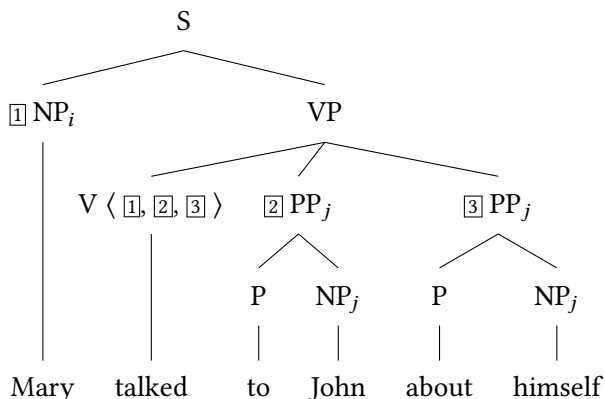 S
1 NPᵢ VP
V ⟨ 1, 2, 3 ⟩ 2 PPⱼ 3 PPⱼ
P NPⱼ P NPⱼ
Mary talked to John about himself